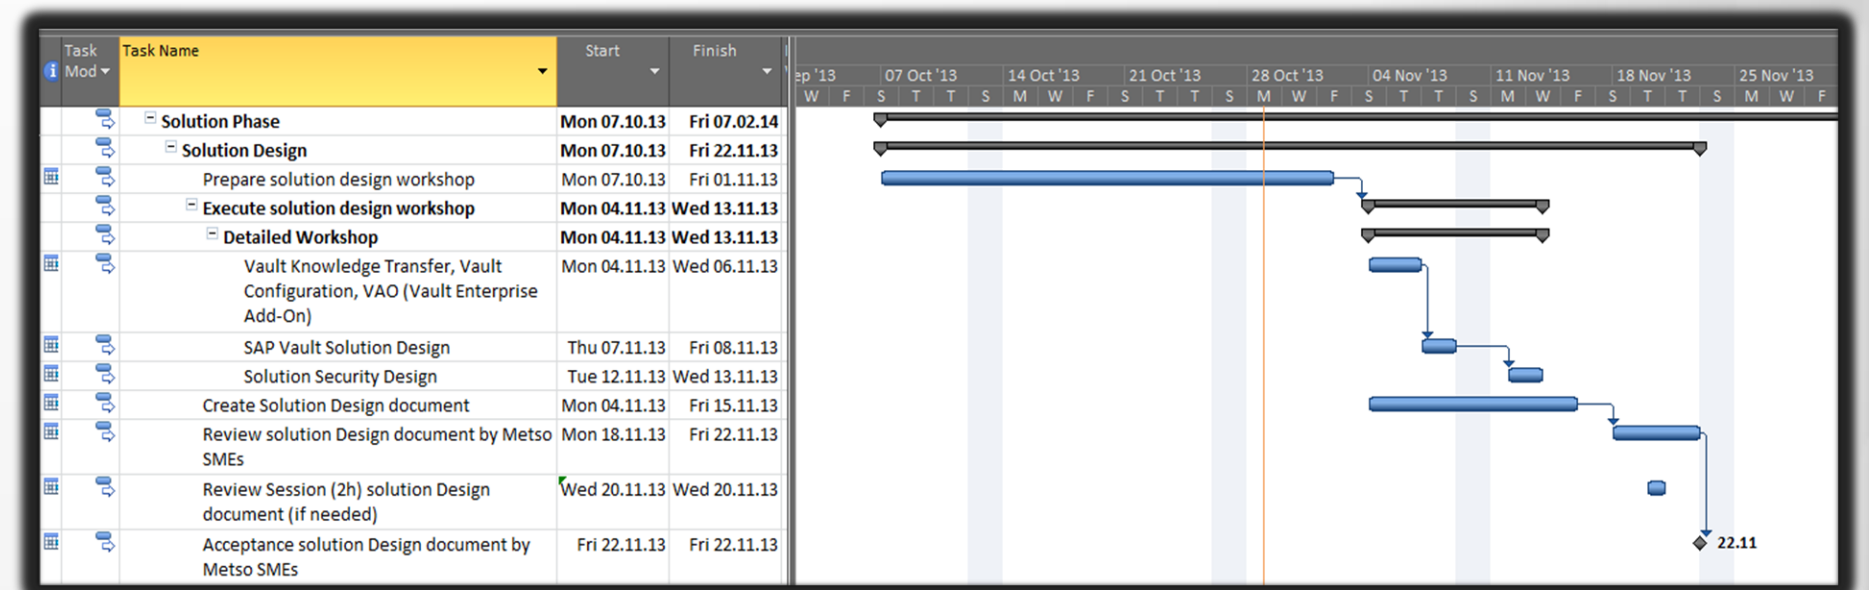 Task
Mod
Task Name
Start
Finish
ep '13
07 Oct '13
14 Oct '13
21 Oct '13
28 Oct '13
04 Nov '13
11 Nov '13
18 Nov '13
25 Nov '13
W F S T T S M W F S T T S M W F S T T S M W F S T T S M W F
Solution Phase Mon 07.10.13 Fri 07.02.14
Solution Design Mon 07.10.13 Fri 22.11.13
Prepare solution design workshop Mon 07.10.13 Fri 01.11.13
Execute solution design workshop Mon 04.11.13 Wed 13.11.13
Detailed Workshop Mon 04.11.13 Wed 13.11.13
Vault Knowledge Transfer, Vault Mon 04.11.13 Wed 06.11.13
Configuration, VAO (Vault Enterprise
Add-On)
SAP Vault Solution Design Thu 07.11.13 Fri 08.11.13
Solution Security Design Tue 12.11.13 Wed 13.11.13
Create Solution Design document Mon 04.11.13 Fri 15.11.13
Review solution Design document by Metso Mon 18.11.13 Fri 22.11.13
SMEs
Review Session (2h) solution Design Wed 20.11.13 Wed 20.11.13
document (if needed)
Acceptance solution Design document by Fri 22.11.13 Fri 22.11.13 22.11
Metso SMEs